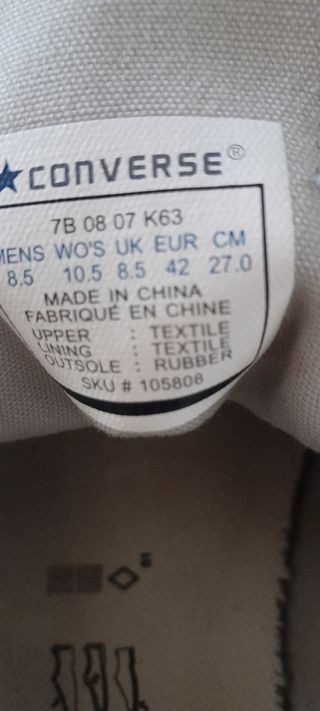 CONVERSE®
7B 08 07 K63
MENS WO'S UK EUR CM
8.5 10.5 8.5 42 27.0
MADE IN CHINA
FABRIQUÉ EN CHINE
UPPER : TEXTILE
LINING : TEXTILE
OUTSOLE : RUBBER
SKU # 105808